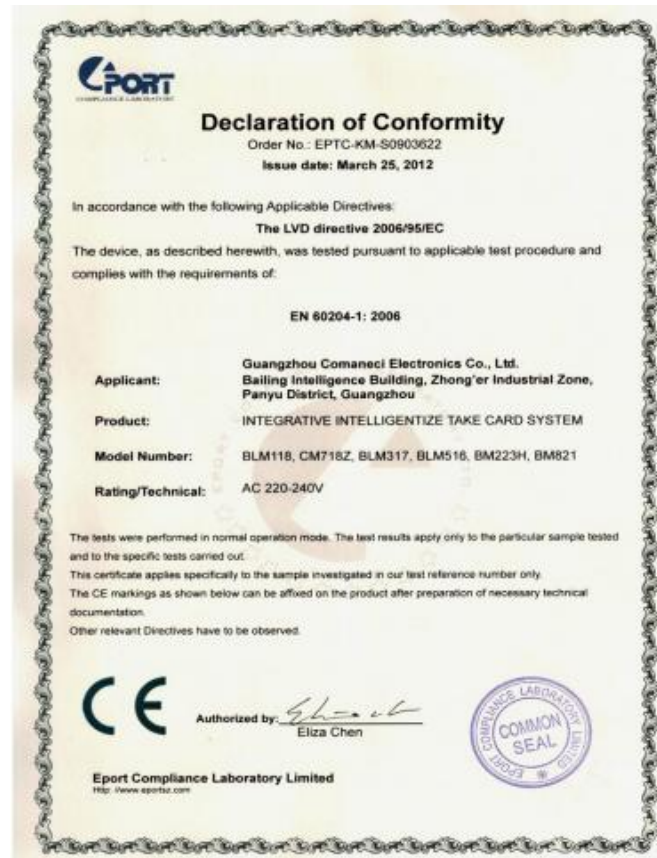 EPORT
COMPLIANCE LABORATORY
Declaration of Conformity
Order No.: EPTC-KM-S0903622
Issue date: March 25, 2012
In accordance with the following Applicable Directives:
The LVD directive 2006/95/EC
The device, as described herewith, was tested pursuant to applicable test procedure and
complies with the requirements of:
EN 60204-1: 2006
Applicant:
Guangzhou Comaneci Electronics Co., Ltd.
Bailing Intelligence Building, Zhong'er Industrial Zone,
Panyu District, Guangzhou
Product: INTEGRATIVE INTELLIGENTIZE TAKE CARD SYSTEM
Model Number: BLM118, CM718Z, BLM317, BLM516, BM223H, BM821
Rating/Technical: AC 220-240V
The tests were performed in normal operation mode. The test results apply only to the particular sample tested
and to the specific tests carried out.
This certificate applies specifically to the sample investigated in our test reference number only.
The CE markings as shown below can be affixed on the product after preparation of necessary technical
documentation.
Other relevant Directives have to be observed.
CE
Authorized by:
Eliza Chen
EPORT COMPLIANCE LABORATORY LIMITED
COMMON
SEAL
Eport Compliance Laboratory Limited
Http: //www.eportsz.com